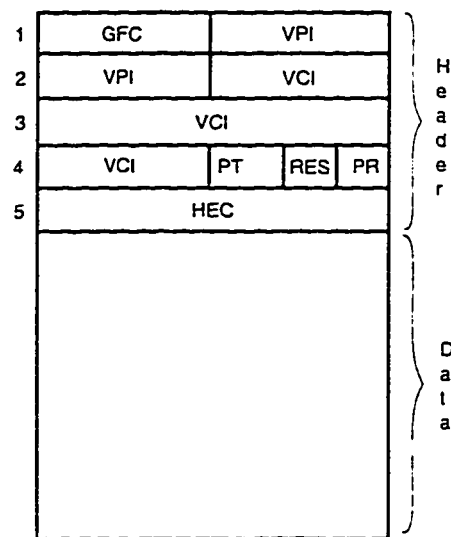 1 GFC VPI
2 VPI VCI
3 VCI
4 VCI PT RES PR
5 HEC
Header
Data